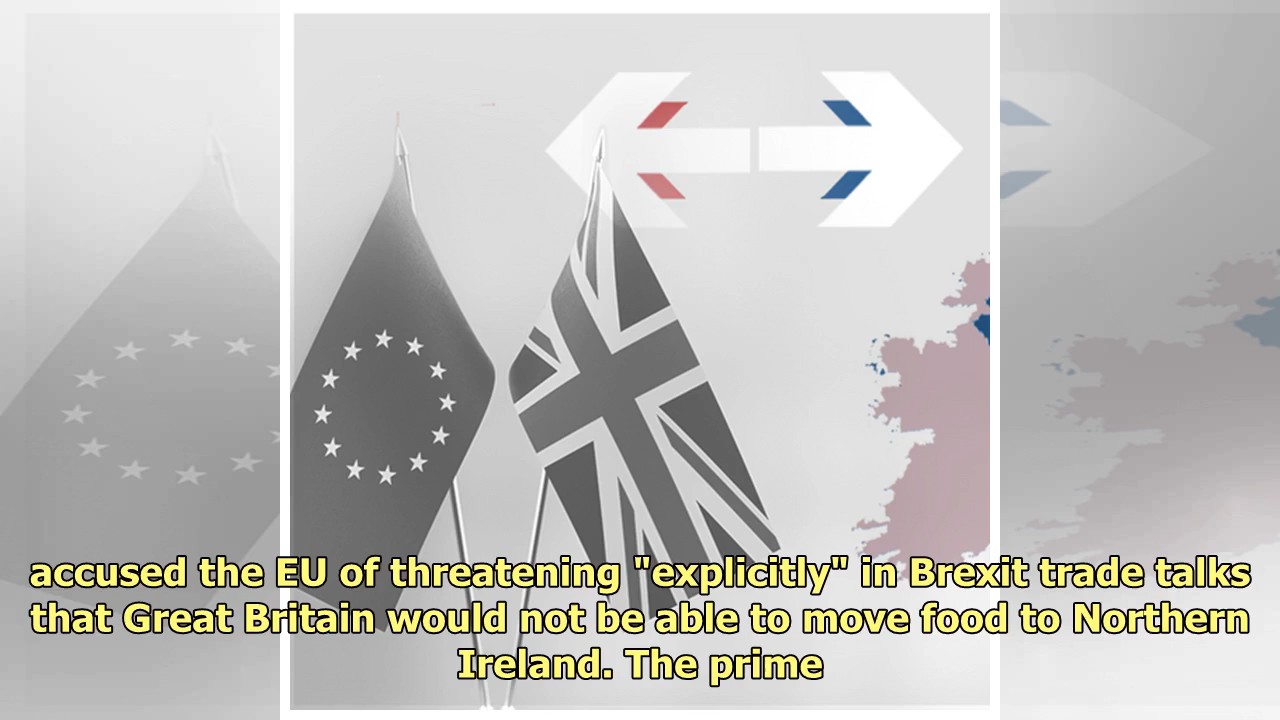 accused the EU of threatening "explicitly" in Brexit trade talks
that Great Britain would not be able to move food to Northern
Ireland. The prime